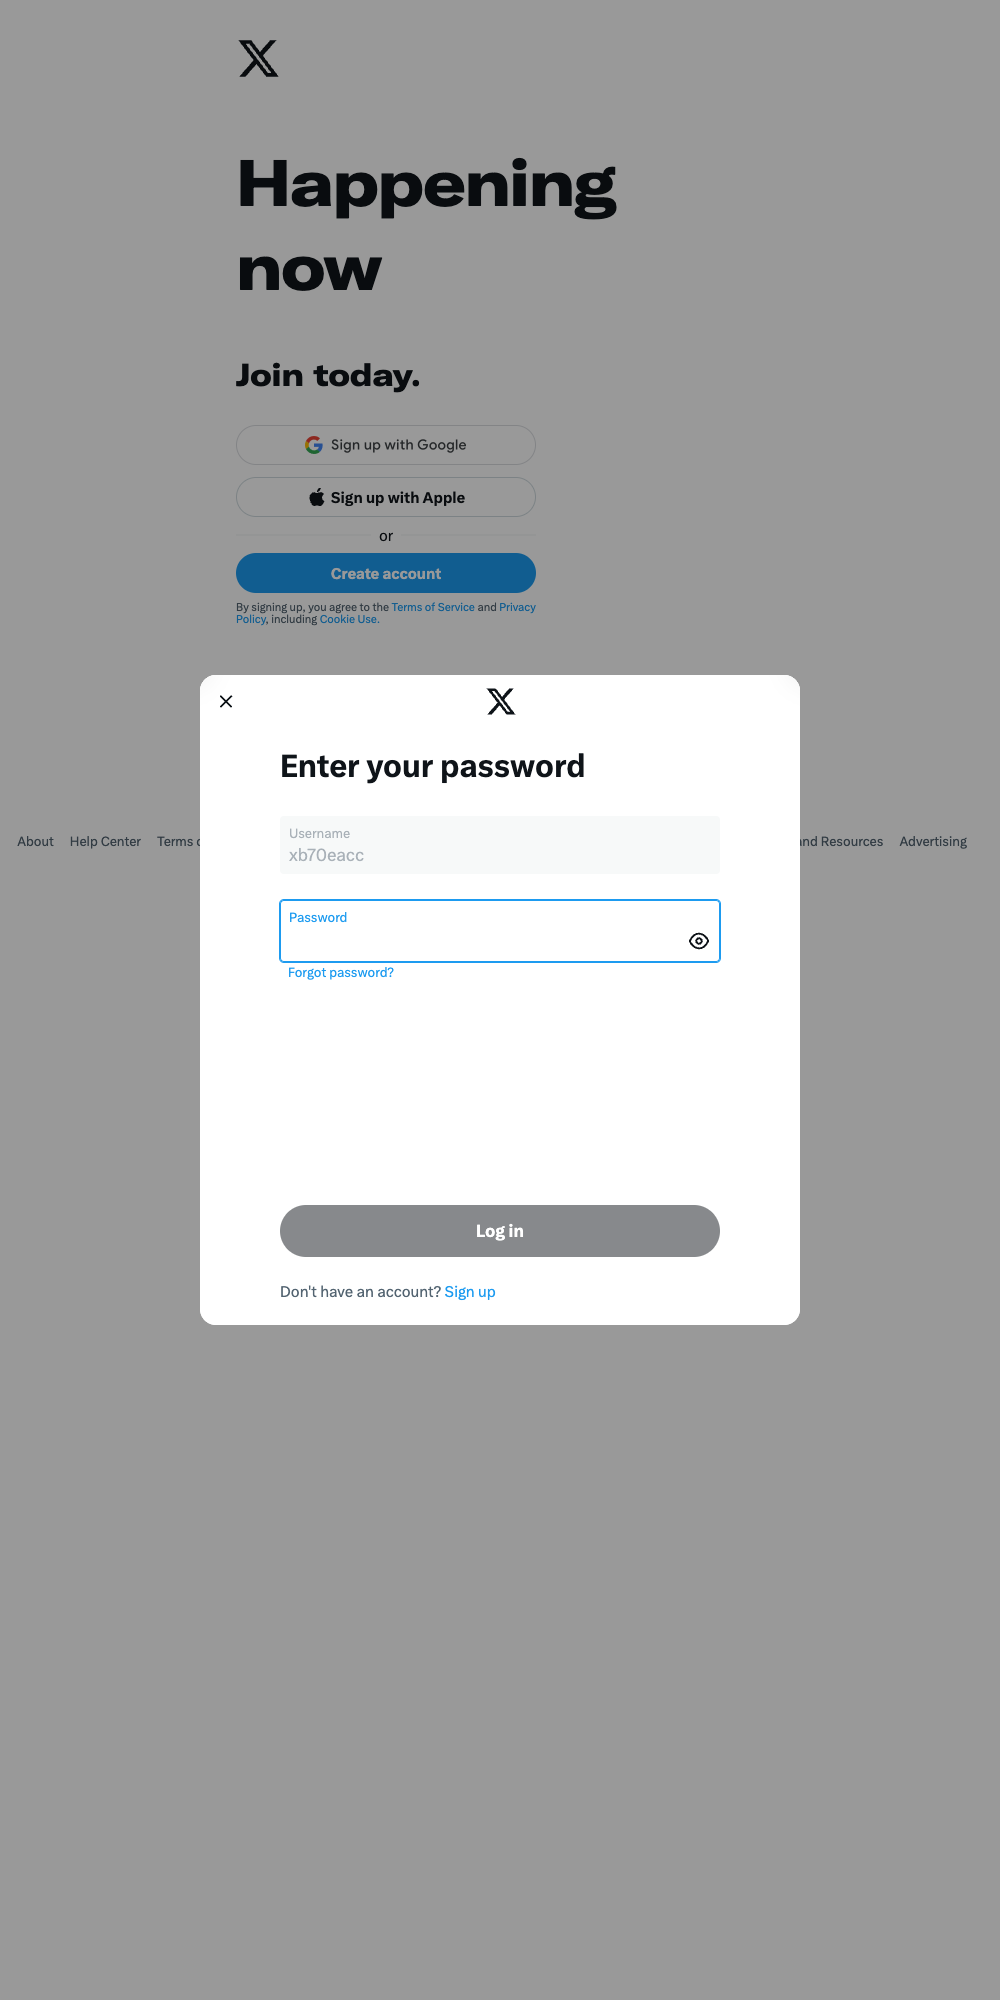 Happening
now
Join today.
Sign up with Google
Sign up with Apple
or
Create account
By signing up, you agree to the Terms of Service and Privacy
Policy, including Cookie Use.
Enter your password
About Help Center Terms and Resources Advertising
Username
xb70eacc
Password
Forgot password?
Log in
Don't have an account? Sign up